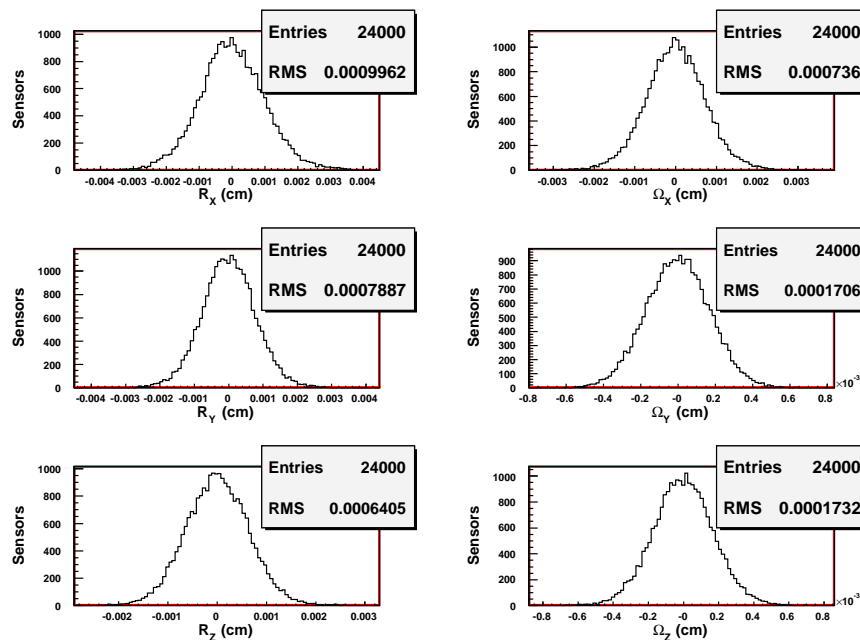 Entries 24000
RMS 0.0009962
Sensors
1000
800
600
400
200
0
-0.004 -0.003 -0.002 -0.001 0 0.001 0.002 0.003 0.004
R_X (cm)
Entries 24000
RMS 0.000736
Sensors
1000
800
600
400
200
0
-0.003 -0.002 -0.001 0 0.001 0.002 0.003
Ω_X (cm)
Entries 24000
RMS 0.0007887
Sensors
1000
800
600
400
200
0
-0.004 -0.003 -0.002 -0.001 0 0.001 0.002 0.003 0.004
R_Y (cm)
Entries 24000
RMS 0.0001706
Sensors
900
800
700
600
500
400
300
200
100
0
-0.8 -0.6 -0.4 -0.2 -0 0.2 0.4 0.6 0.8
×10-3
Ω_Y (cm)
Entries 24000
RMS 0.0006405
Sensors
1000
800
600
400
200
0
-0.002 -0.001 0 0.001 0.002 0.003
R_Z (cm)
Entries 24000
RMS 0.0001732
Sensors
1000
800
600
400
200
0
-0.8 -0.6 -0.4 -0.2 -0 0.2 0.4 0.6 0.8
×10-3
Ω_Z (cm)